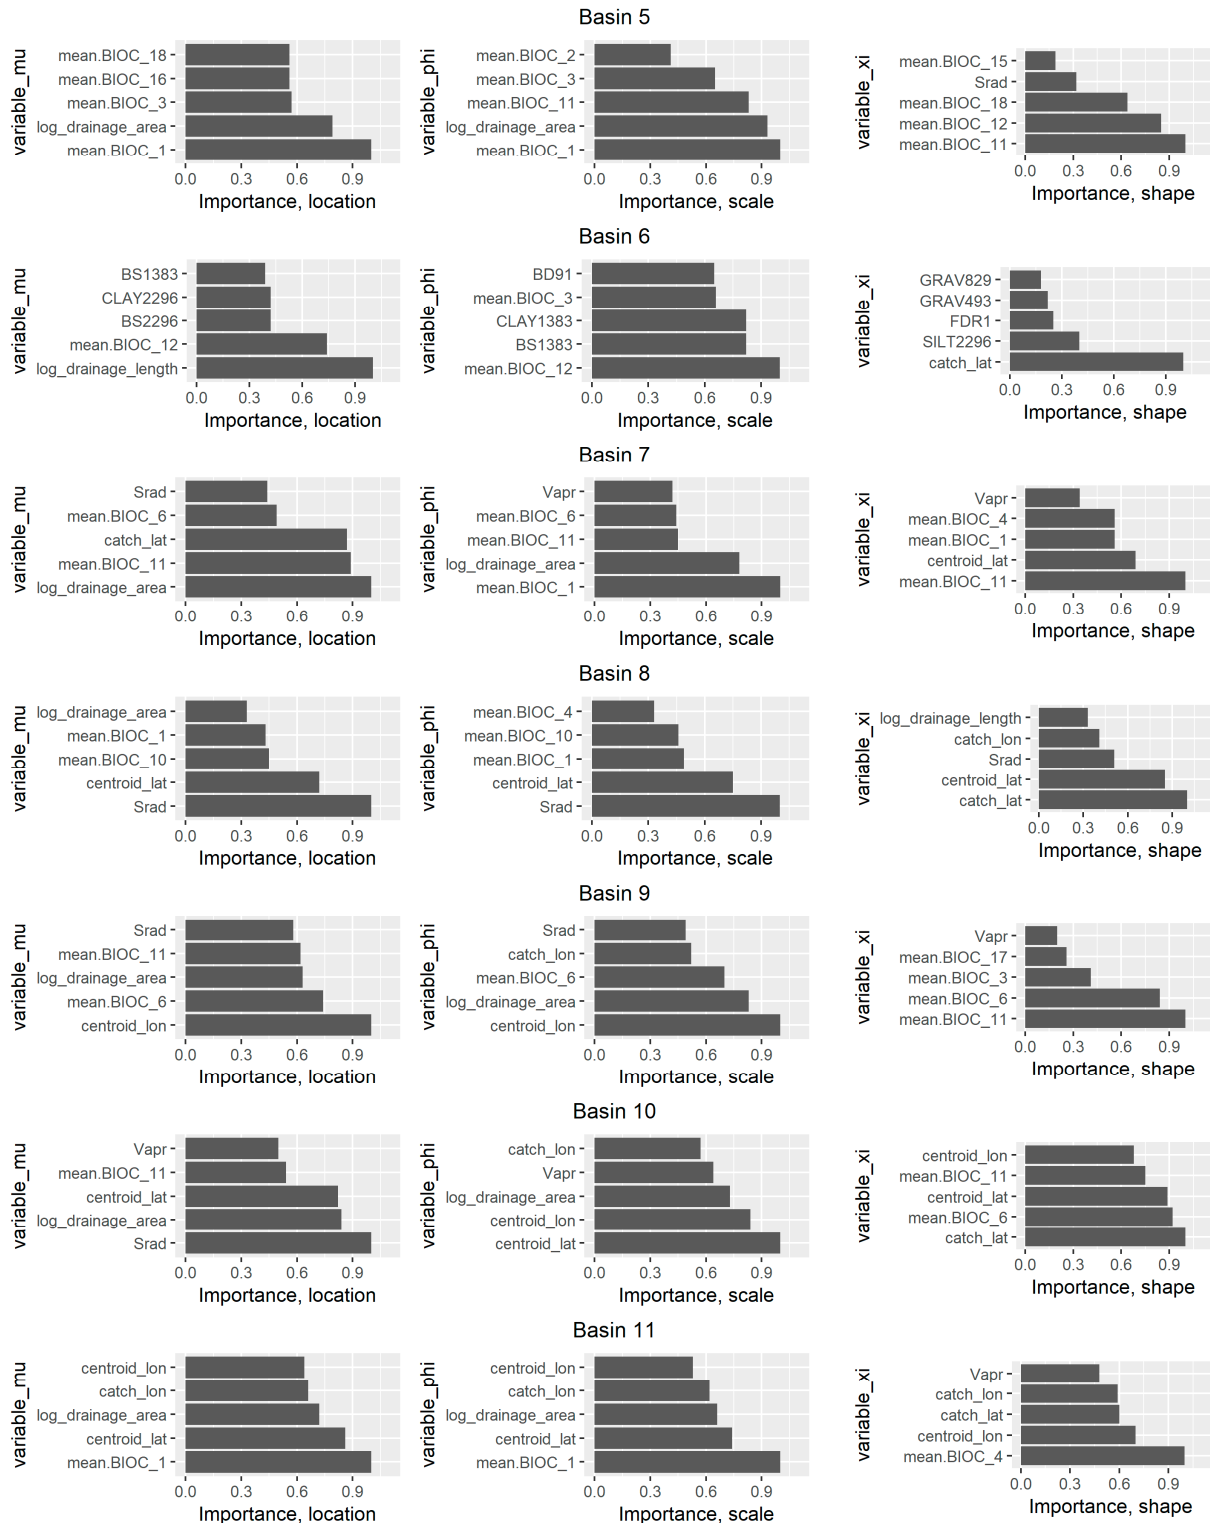 Basin 5
variable_mu
mean.BIOC_18
mean.BIOC_16
mean.BIOC_3
log_drainage_area
mean.BIOC_1
0.0 0.3 0.6 0.9
Importance, location
variable_phi
mean.BIOC_2
mean.BIOC_3
mean.BIOC_11
log_drainage_area
mean.BIOC_1
0.0 0.3 0.6 0.9
Importance, scale
variable_xi
mean.BIOC_15
Srad
mean.BIOC_18
mean.BIOC_12
mean.BIOC_11
0.0 0.3 0.6 0.9
Importance, shape
Basin 6
variable_mu
BS1383
CLAY2296
BS2296
mean.BIOC_12
log_drainage_length
0.0 0.3 0.6 0.9
Importance, location
variable_phi
BD91
mean.BIOC_3
CLAY1383
BS1383
mean.BIOC_12
0.0 0.3 0.6 0.9
Importance, scale
variable_xi
GRAV829
GRAV493
FDR1
SILT2296
catch_lat
0.0 0.3 0.6 0.9
Importance, shape
Basin 7
variable_mu
Srad
mean.BIOC_6
catch_lat
mean.BIOC_11
log_drainage_area
0.0 0.3 0.6 0.9
Importance, location
variable_phi
Vapr
mean.BIOC_6
mean.BIOC_11
log_drainage_area
mean.BIOC_1
0.0 0.3 0.6 0.9
Importance, scale
variable_xi
Vapr
mean.BIOC_4
mean.BIOC_1
centroid_lat
mean.BIOC_11
0.0 0.3 0.6 0.9
Importance, shape
Basin 8
variable_mu
log_drainage_area
mean.BIOC_1
mean.BIOC_10
centroid_lat
Srad
0.0 0.3 0.6 0.9
Importance, location
variable_phi
mean.BIOC_4
mean.BIOC_10
mean.BIOC_1
centroid_lat
Srad
0.0 0.3 0.6 0.9
Importance, scale
variable_xi
log_drainage_length
catch_lon
Srad
centroid_lat
catch_lat
0.0 0.3 0.6 0.9
Importance, shape
Basin 9
variable_mu
Srad
mean.BIOC_11
log_drainage_area
mean.BIOC_6
centroid_lon
0.0 0.3 0.6 0.9
Importance, location
variable_phi
Srad
catch_lon
mean.BIOC_6
log_drainage_area
centroid_lon
0.0 0.3 0.6 0.9
Importance, scale
variable_xi
Vapr
mean.BIOC_17
mean.BIOC_3
mean.BIOC_6
mean.BIOC_11
0.0 0.3 0.6 0.9
Importance, shape
Basin 10
variable_mu
Vapr
mean.BIOC_11
centroid_lat
log_drainage_area
Srad
0.0 0.3 0.6 0.9
Importance, location
variable_phi
catch_lon
Vapr
log_drainage_area
centroid_lon
centroid_lat
0.0 0.3 0.6 0.9
Importance, scale
variable_xi
centroid_lon
mean.BIOC_11
centroid_lat
mean.BIOC_6
catch_lat
0.0 0.3 0.6 0.9
Importance, shape
Basin 11
variable_mu
centroid_lon
catch_lon
log_drainage_area
centroid_lat
mean.BIOC_1
0.0 0.3 0.6 0.9
Importance, location
variable_phi
centroid_lon
catch_lon
log_drainage_area
centroid_lat
mean.BIOC_1
0.0 0.3 0.6 0.9
Importance, scale
variable_xi
Vapr
catch_lon
catch_lat
centroid_lon
mean.BIOC_4
0.0 0.3 0.6 0.9
Importance, shape